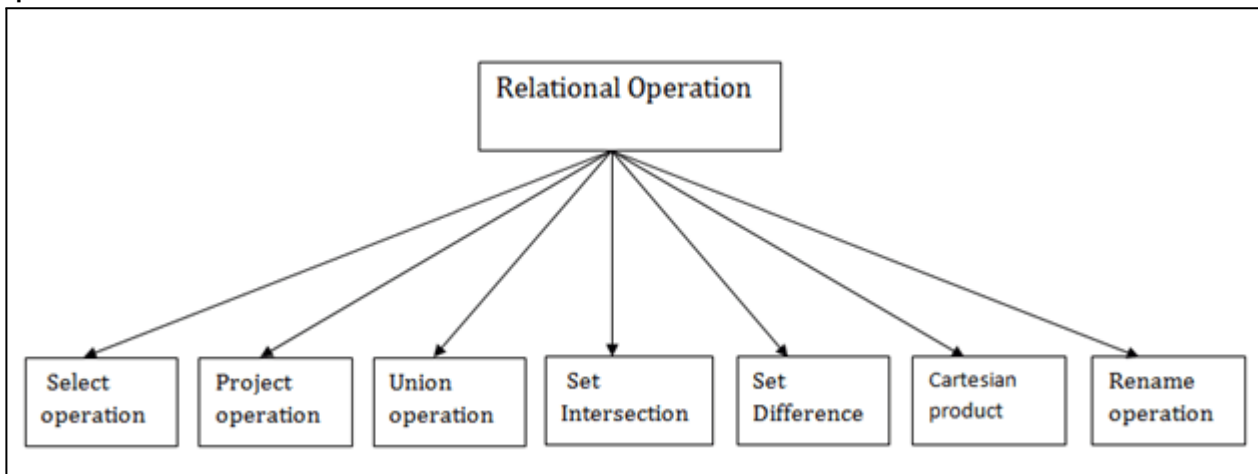 Relational Operation
Select
operation
Project
operation
Union
operation
Set
Intersection
Set
Difference
Cartesian
product
Rename
operation